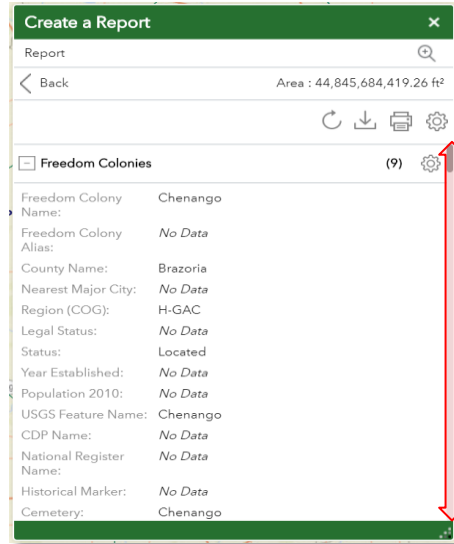 Create a Report
Report
Back Area : 44,845,684,419.26 ft²
Freedom Colonies (9)
Freedom Colony Chenango
Name:
Freedom Colony No Data
Alias:
County Name: Brazoria
Nearest Major City: No Data
Region (COG): H-GAC
Legal Status: No Data
Status: Located
Year Established: No Data
Population 2010: No Data
USGS Feature Name: Chenango
CDP Name: No Data
National Register No Data
Name:
Historical Marker: No Data
Cemetery: Chenango